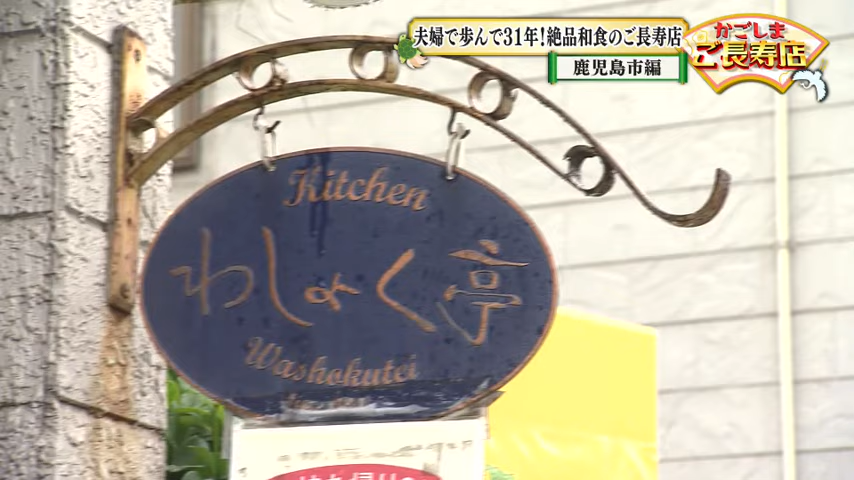 夫婦で歩んで31年!絶品和食のご長寿店
鹿児島市編
かごしま
ご長寿店
Kitchen
わしょく亭
Washokutei